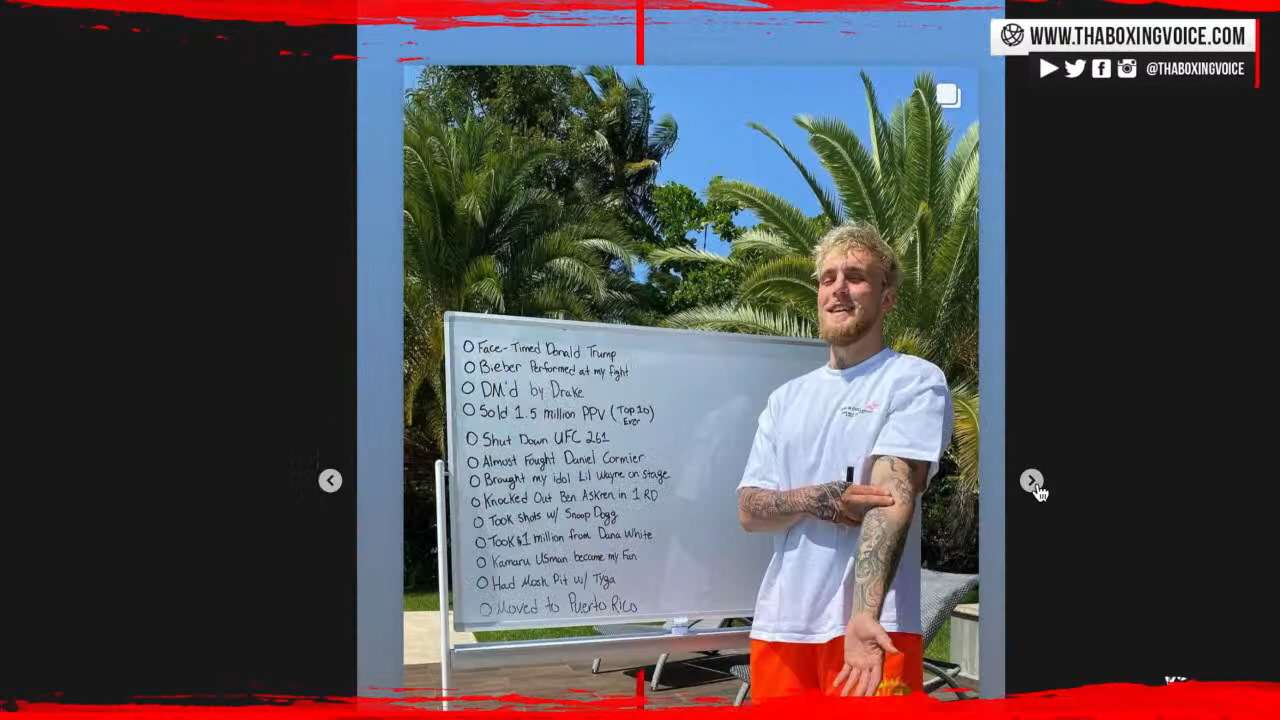 WWW.THABOXINGVOICE.COM
@THABOXINGVOICE
Face-Timed Donald Trump
Bieber Performed at my fight
DM'd by Drake
Sold 1.5 million PPV (Top 10 Ever)
Shut Down UFC 261
Almost Fought Daniel Cormier
Brought my idol Lil Wayne on stage
Knocked Out Ben Askren in 1 RD
Took shots w/ Snoop Dogg
Took $1 million from Dana White
Kamaru Usman became my Fan
Had Mosh Pit w/ Tyga
Moved to Puerto Rico